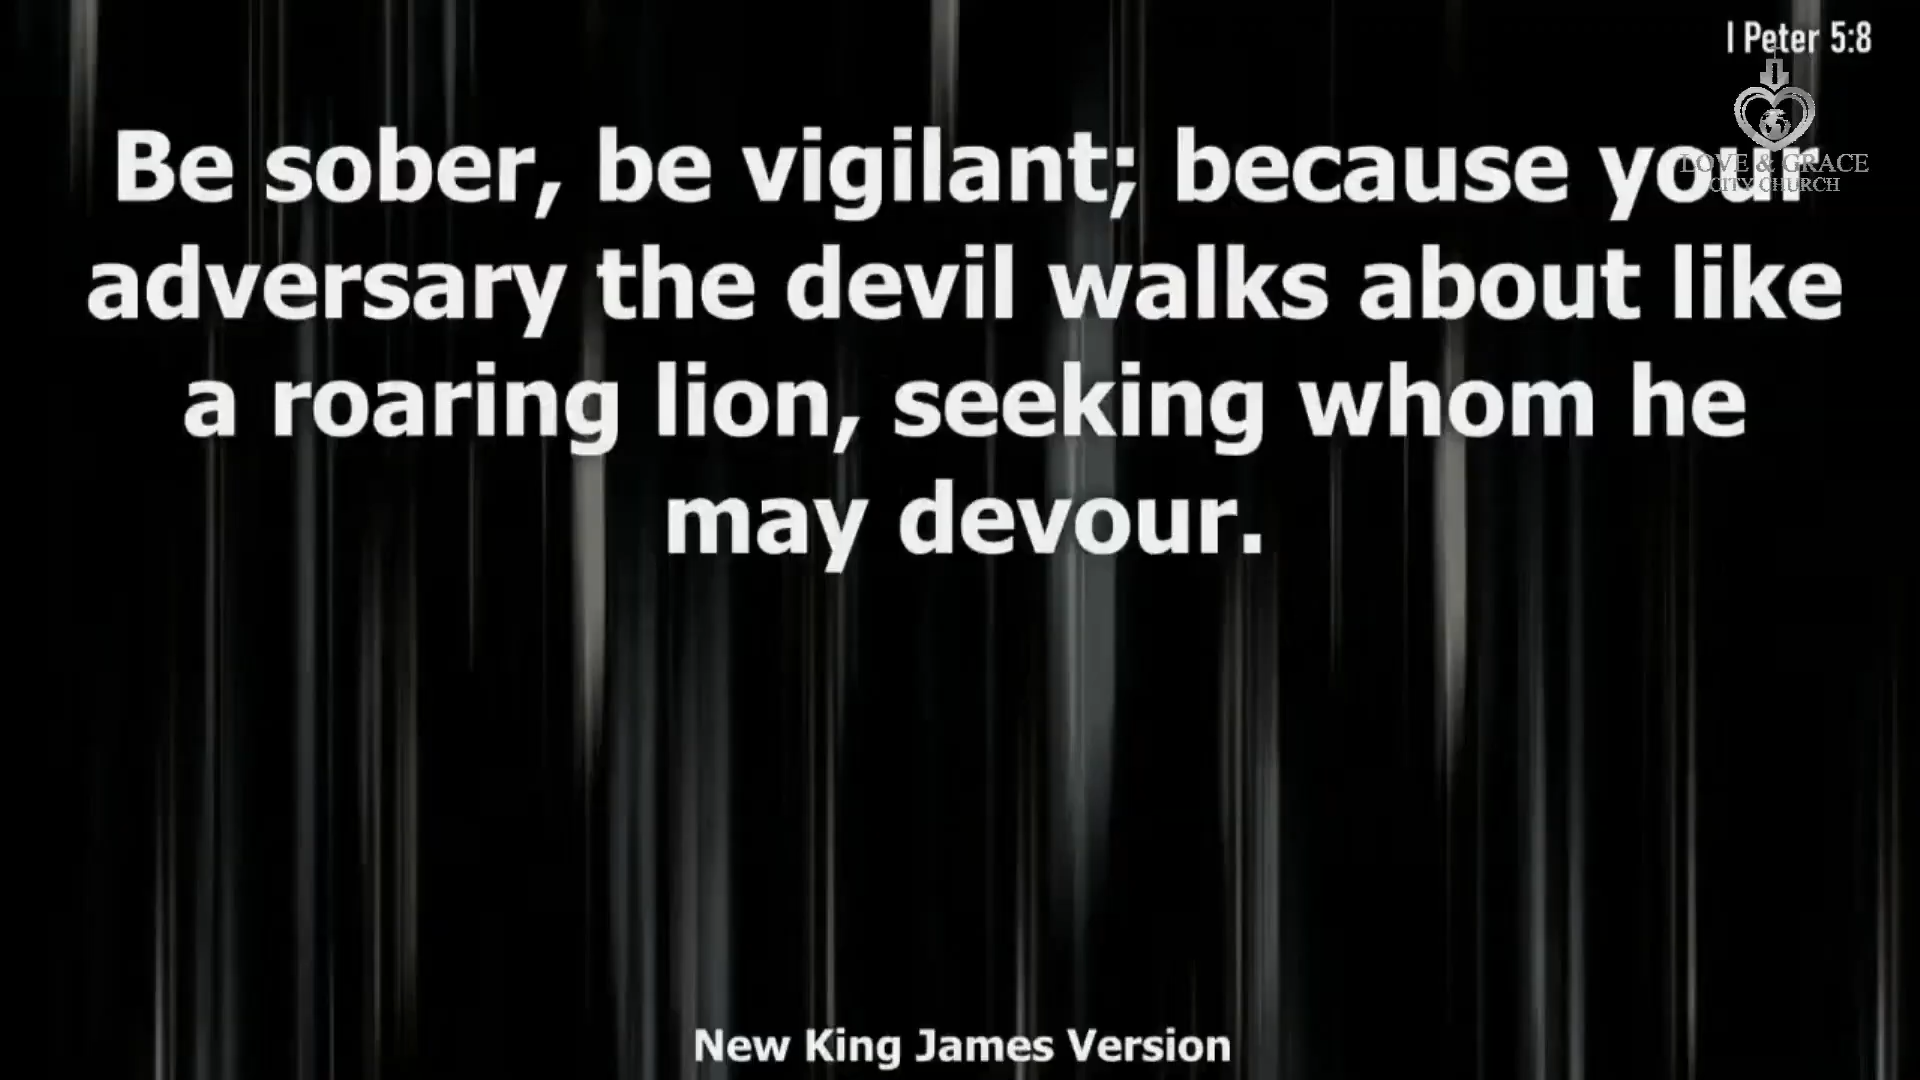 I Peter 5:8
LOVE & GRACE
CITY CHURCH
Be sober, be vigilant; because your
adversary the devil walks about like
a roaring lion, seeking whom he
may devour.
New King James Version